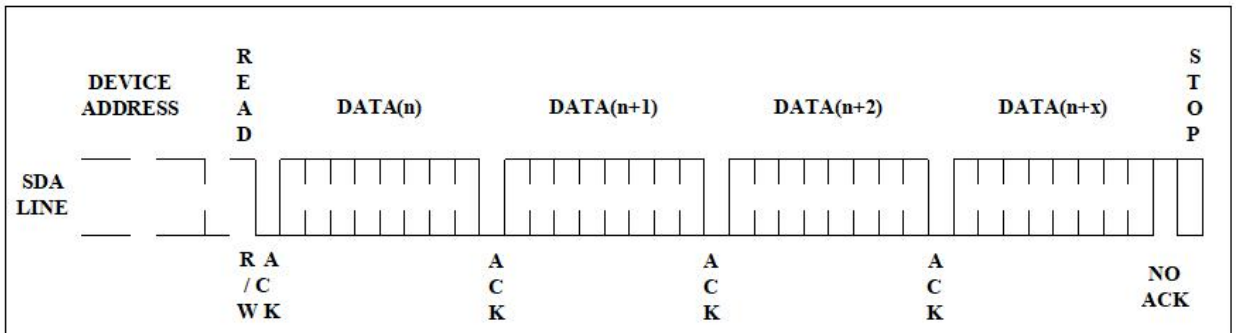 READ
STOP
DEVICE
ADDRESS
DATA(n)
DATA(n+1)
DATA(n+2)
DATA(n+x)
SDA
LINE
R/W
ACK
ACK
ACK
ACK
NO
ACK